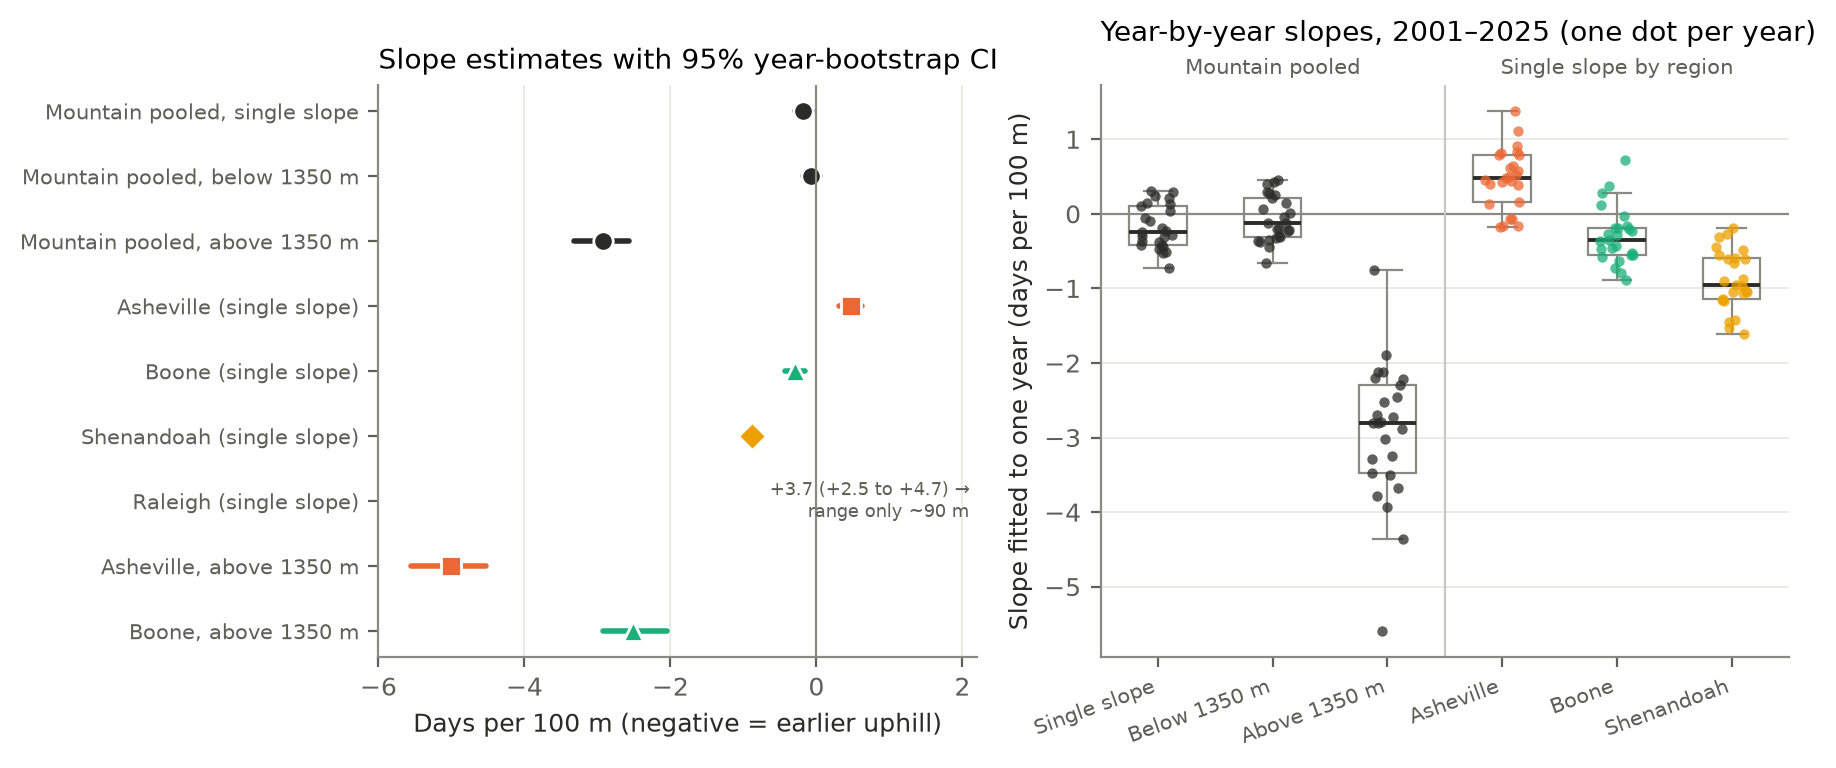 Slope estimates with 95% year-bootstrap CI
Mountain pooled, single slope
Mountain pooled, below 1350 m
Mountain pooled, above 1350 m
Asheville (single slope)
Boone (single slope)
Shenandoah (single slope)
Raleigh (single slope)
+3.7 (+2.5 to +4.7) →
range only ~90 m
Asheville, above 1350 m
Boone, above 1350 m
−6 −4 −2 0 2
Days per 100 m (negative = earlier uphill)
Year-by-year slopes, 2001–2025 (one dot per year)
Mountain pooled Single slope by region
Slope fitted to one year (days per 100 m)
1
0
−1
−2
−3
−4
−5
Single slope
Below 1350 m
Above 1350 m
Asheville
Boone
Shenandoah